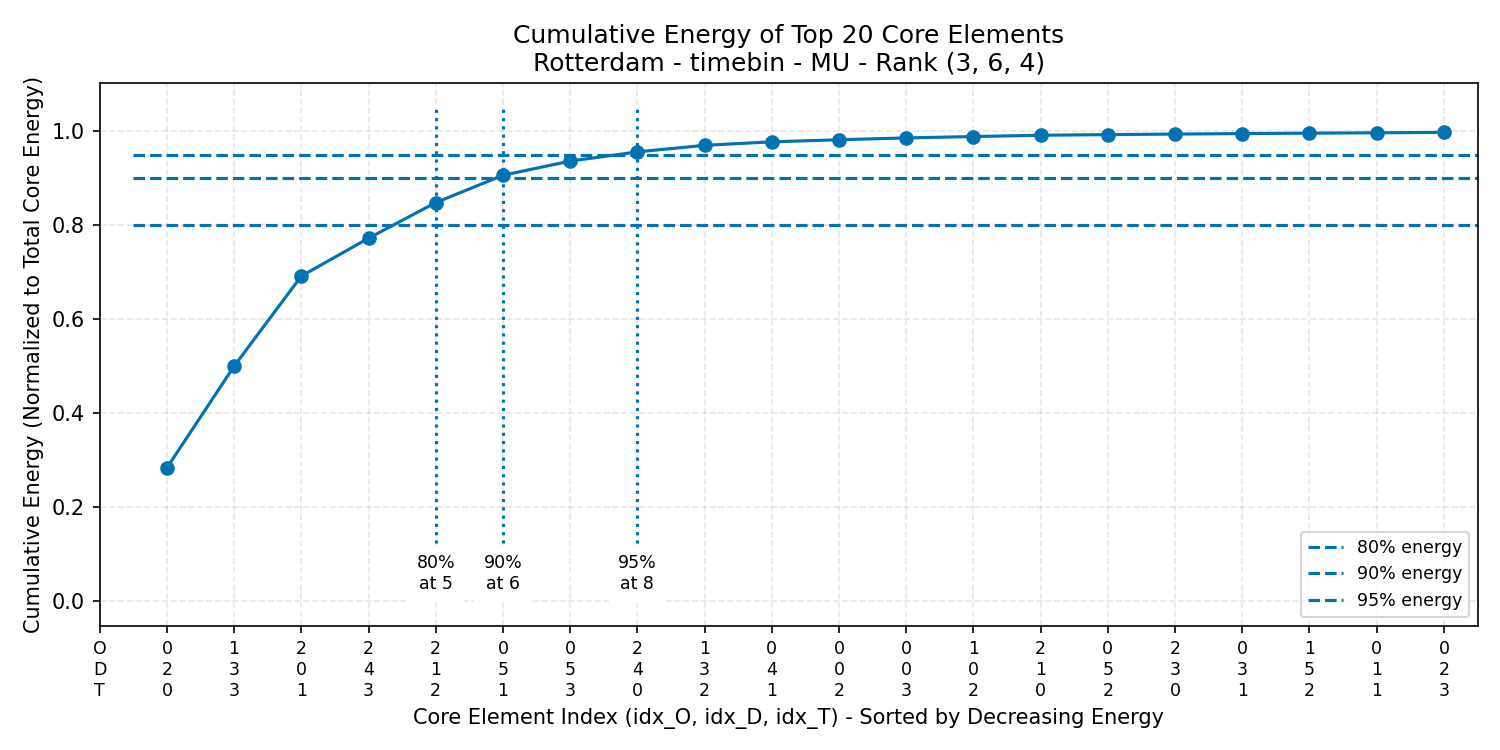 Cumulative Energy of Top 20 Core Elements
Rotterdam - timebin - MU - Rank (3, 6, 4)
Cumulative Energy (Normalized to Total Core Energy)
1.0
0.8
0.6
0.4
0.2
0.0
80% at 5
90% at 6
95% at 8
80% energy
90% energy
95% energy
O 0 1 2 2 2 0 0 2 1 0 0 0 1 2 0 2 0 1 0 0
D 2 3 0 4 1 5 5 4 3 4 0 0 0 1 5 3 3 5 1 2
T 0 3 1 3 2 1 3 0 2 1 2 3 2 0 2 0 1 2 1 3
Core Element Index (idx_O, idx_D, idx_T) - Sorted by Decreasing Energy